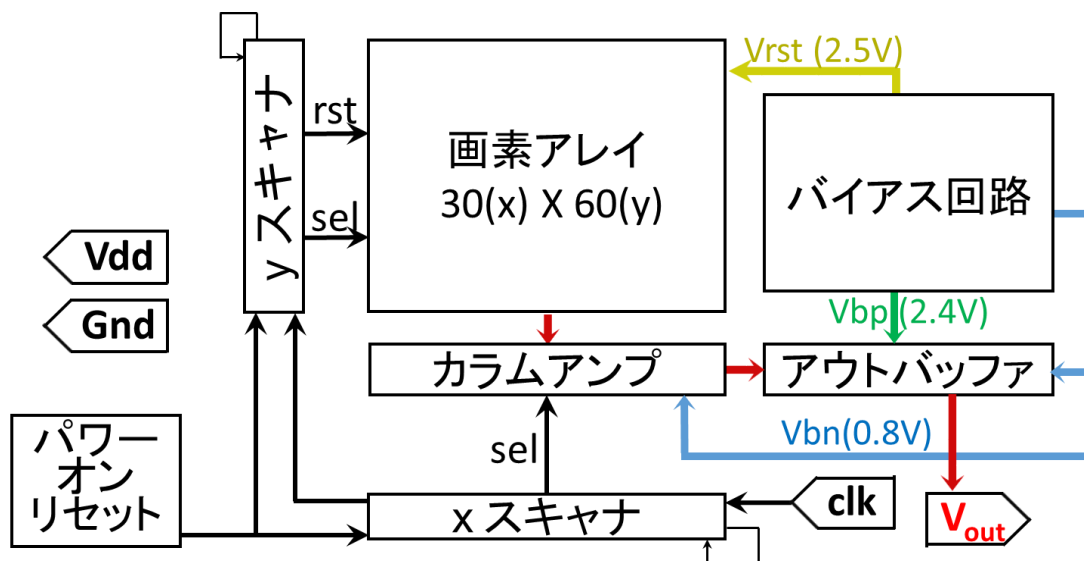 Vrst (2.5V)
yスキャナ
rst
画素アレイ
30(x) X 60(y)
バイアス回路
sel
Vdd
Gnd
Vbp (2.4V)
カラムアンプ
アウトバッファ
Vbn(0.8V)
パワー
オン
リセット
sel
x スキャナ
clk
Vout